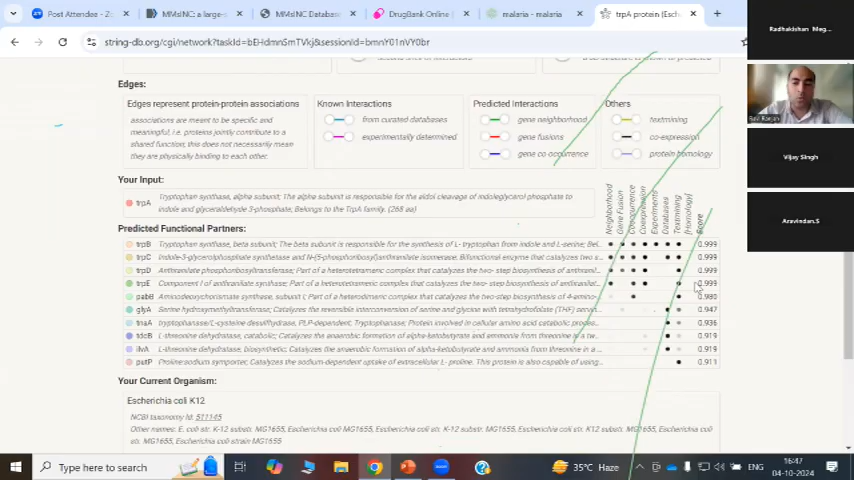 Post Attendee - Zo
MMsINC: a large-s
MMsINC Database
DrugBank Online |
malaria - malaria
trpA protein (Esch
string-db.org/cgi/network?taskId=bEHdmnSmTVkj&sessionId=bmnY01nVY0br
Radhakishan Meg...
Edges:
Edges represent protein-protein associations
associations are meant to be specific and
meaningful, i.e. proteins jointly contribute to a
shared function; this does not necessarily mean
they are physically binding to each other.
Known Interactions
from curated databases
experimentally determined
Predicted Interactions
gene neighborhood
gene fusions
gene co-occurrence
Others
textmining
co-expression
protein homology
Vijay Singh
Aravindan.S
Your Input:
Neighborhood
Gene Fusion
Cooccurrence
Coexpression
Experiments
Databases
Textmining
[Homology]
Score
trpA
Tryptophan synthase, alpha subunit; The alpha subunit is responsible for the aldol cleavage of indoleglycerol phosphate to
indole and glyceraldehyde 3-phosphate; Belongs to the TrpA family. (268 aa)
Predicted Functional Partners:
trpB Tryptophan synthase, beta subunit; The beta subunit is responsible for the synthesis of L-tryptophan from indole and L-serine; Bel... 0.999
trpC Indole-3-glycerolphosphate synthetase and N-(5-phosphoribosyl)anthranilate isomerase; Bifunctional enzyme that catalyzes two s... 0.999
trpD Anthranilate phosphoribosyltransferase; Part of a heterotetrameric complex that catalyzes the two- step biosynthesis of anthranil... 0.999
trpE Component I of anthranilate synthase; Part of a heterotetrameric complex that catalyzes the two-step biosynthesis of anthranilat... 0.999
pabB Aminodeoxychorismate synthase, subunit I; Part of a heterodimeric complex that catalyzes the two-step biosynthesis of 4-amino-... 0.980
glyA Serine hydroxymethyltransferase; Catalyzes the reversible interconversion of serine and glycine with tetrahydrofolate (THF) servin... 0.947
tnaA tryptophanase/L-cysteine desulfhydrase, PLP-dependent; Tryptophanase; Protein involved in cellular amino acid catabolic proces... 0.936
tdcB L-threonine dehydratase, catabolic; Catalyzes the anaerobic formation of alpha-ketobutyrate and ammonia from threonine in a tw... 0.919
ilvA L-threonine dehydratase, biosynthetic; Catalyzes the anaerobic formation of alpha-ketobutyrate and ammonia from threonine in a ... 0.919
putP Proline:sodium symporter; Catalyzes the sodium-dependent uptake of extracellular L-proline. This protein is also capable of using... 0.911
Your Current Organism:
Escherichia coli K12
NCBI taxonomy Id: 511145
Other names: E. coli str. K-12 substr. MG1655, Escherichia coli MG1655, Escherichia coli str. K-12 substr. MG1655, Escherichia coli str. K12 substr. MG1655, Escherichia coli
str. MG1655, Escherichia coli strain MG1655
Type here to search
35°C Haze
ENG
16:47
04-10-2024